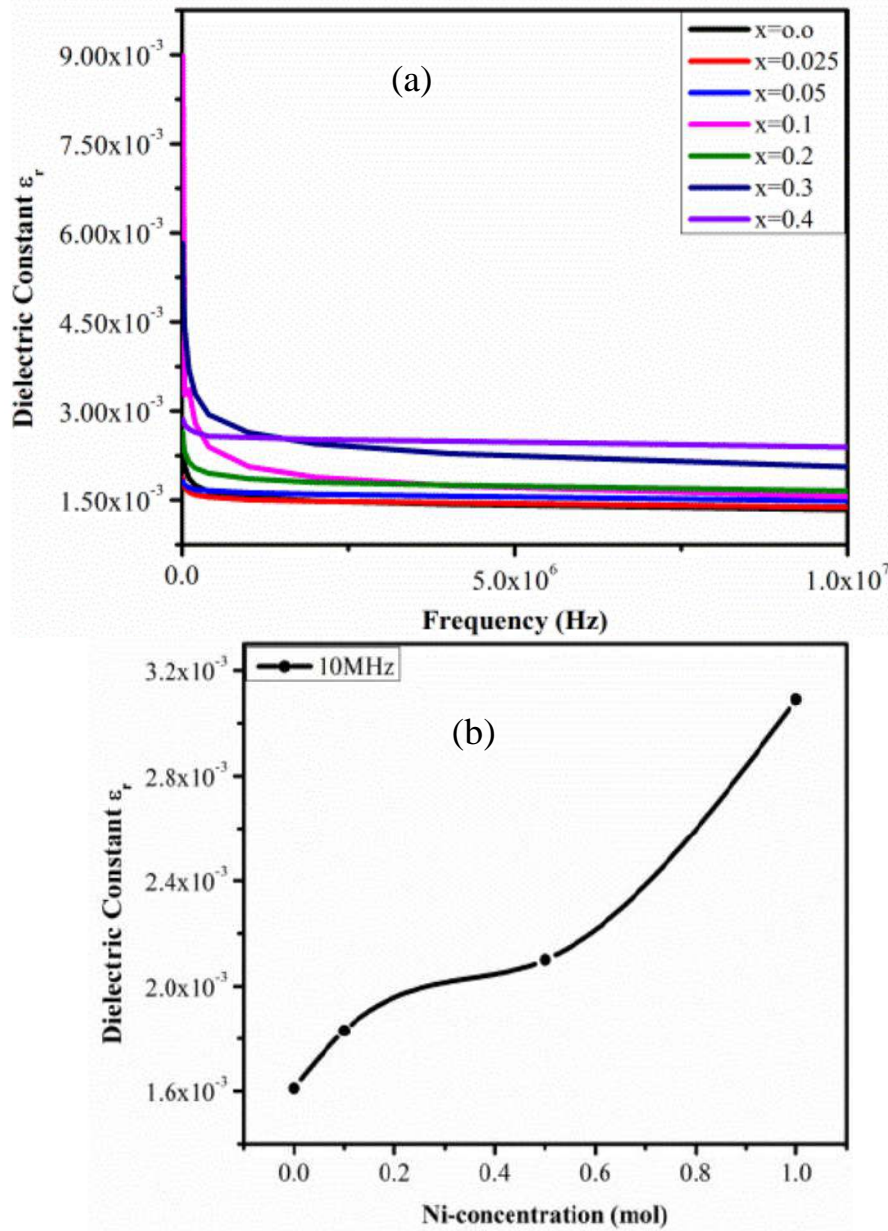 (a)
x=o.o
x=0.025
x=0.05
x=0.1
x=0.2
x=0.3
x=0.4
9.00x10⁻³
7.50x10⁻³
6.00x10⁻³
4.50x10⁻³
3.00x10⁻³
1.50x10⁻³
Dielectric Constant εᵣ
0.0 5.0x10⁶ 1.0x10⁷
Frequency (Hz)
10MHz
(b)
3.2x10⁻³
2.8x10⁻³
2.4x10⁻³
2.0x10⁻³
1.6x10⁻³
Dielectric Constant εᵣ
0.0 0.2 0.4 0.6 0.8 1.0
Ni-concentration (mol)